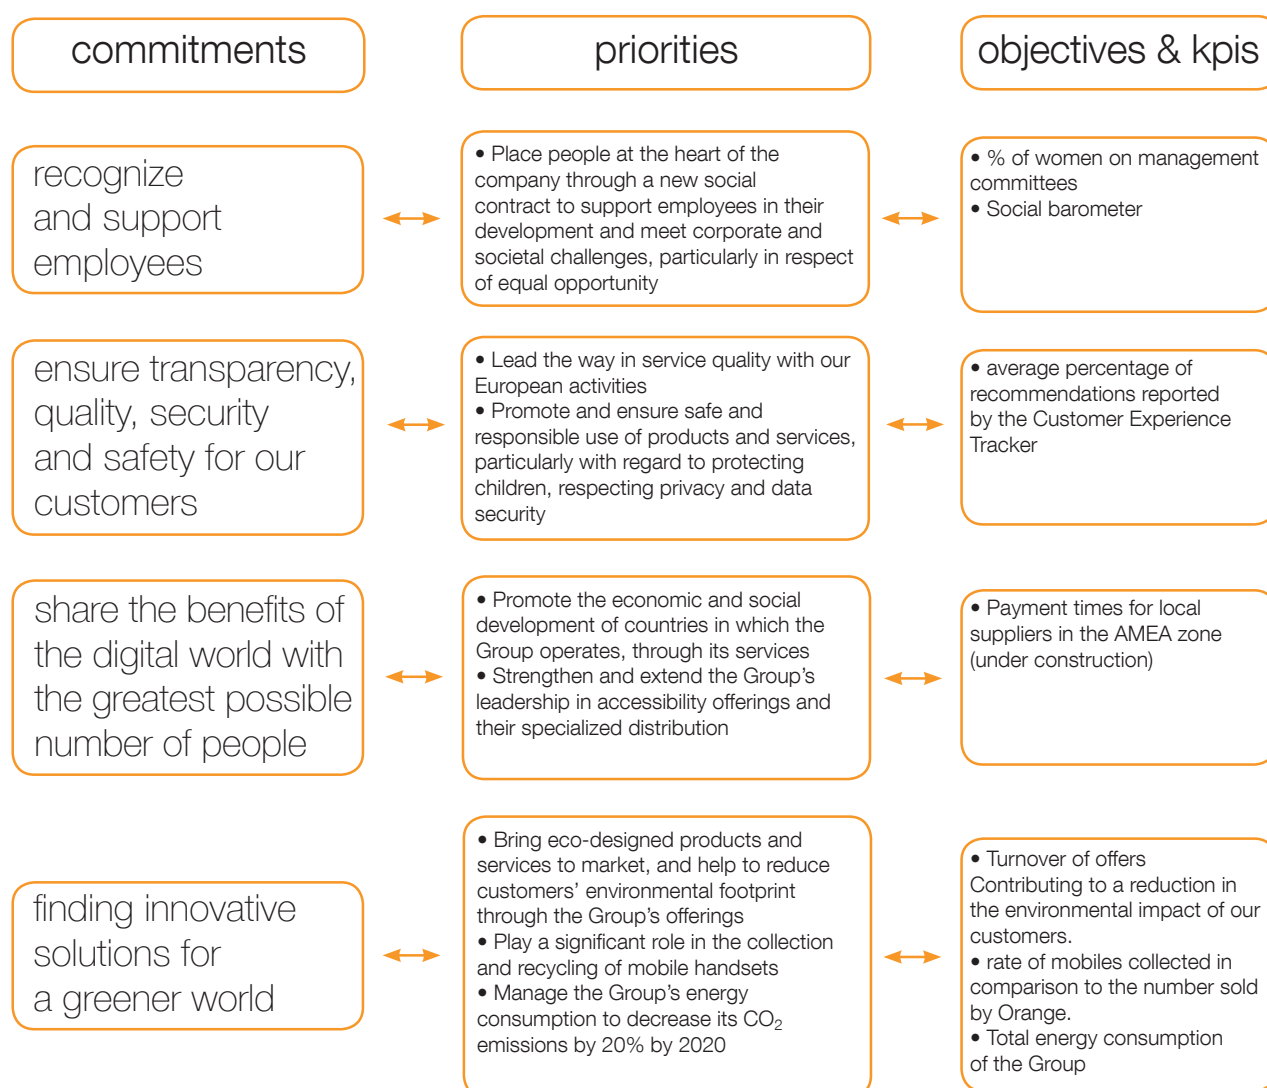 commitments
priorities
objectives & kpis
recognize
and support
employees
• Place people at the heart of the
company through a new social
contract to support employees in their
development and meet corporate and
societal challenges, particularly in respect
of equal opportunity
• % of women on management
committees
• Social barometer
ensure transparency,
quality, security
and safety for our
customers
• Lead the way in service quality with our
European activities
• Promote and ensure safe and
responsible use of products and services,
particularly with regard to protecting
children, respecting privacy and data
security
• average percentage of
recommendations reported
by the Customer Experience
Tracker
share the benefits of
the digital world with
the greatest possible
number of people
• Promote the economic and social
development of countries in which the
Group operates, through its services
• Strengthen and extend the Group’s
leadership in accessibility offerings and
their specialized distribution
• Payment times for local
suppliers in the AMEA zone
(under construction)
finding innovative
solutions for
a greener world
• Bring eco-designed products and
services to market, and help to reduce
customers’ environmental footprint
through the Group’s offerings
• Play a significant role in the collection
and recycling of mobile handsets
• Manage the Group’s energy
consumption to decrease its CO₂
emissions by 20% by 2020
• Turnover of offers
Contributing to a reduction in
the environmental impact of our
customers.
• rate of mobiles collected in
comparison to the number sold
by Orange.
• Total energy consumption
of the Group